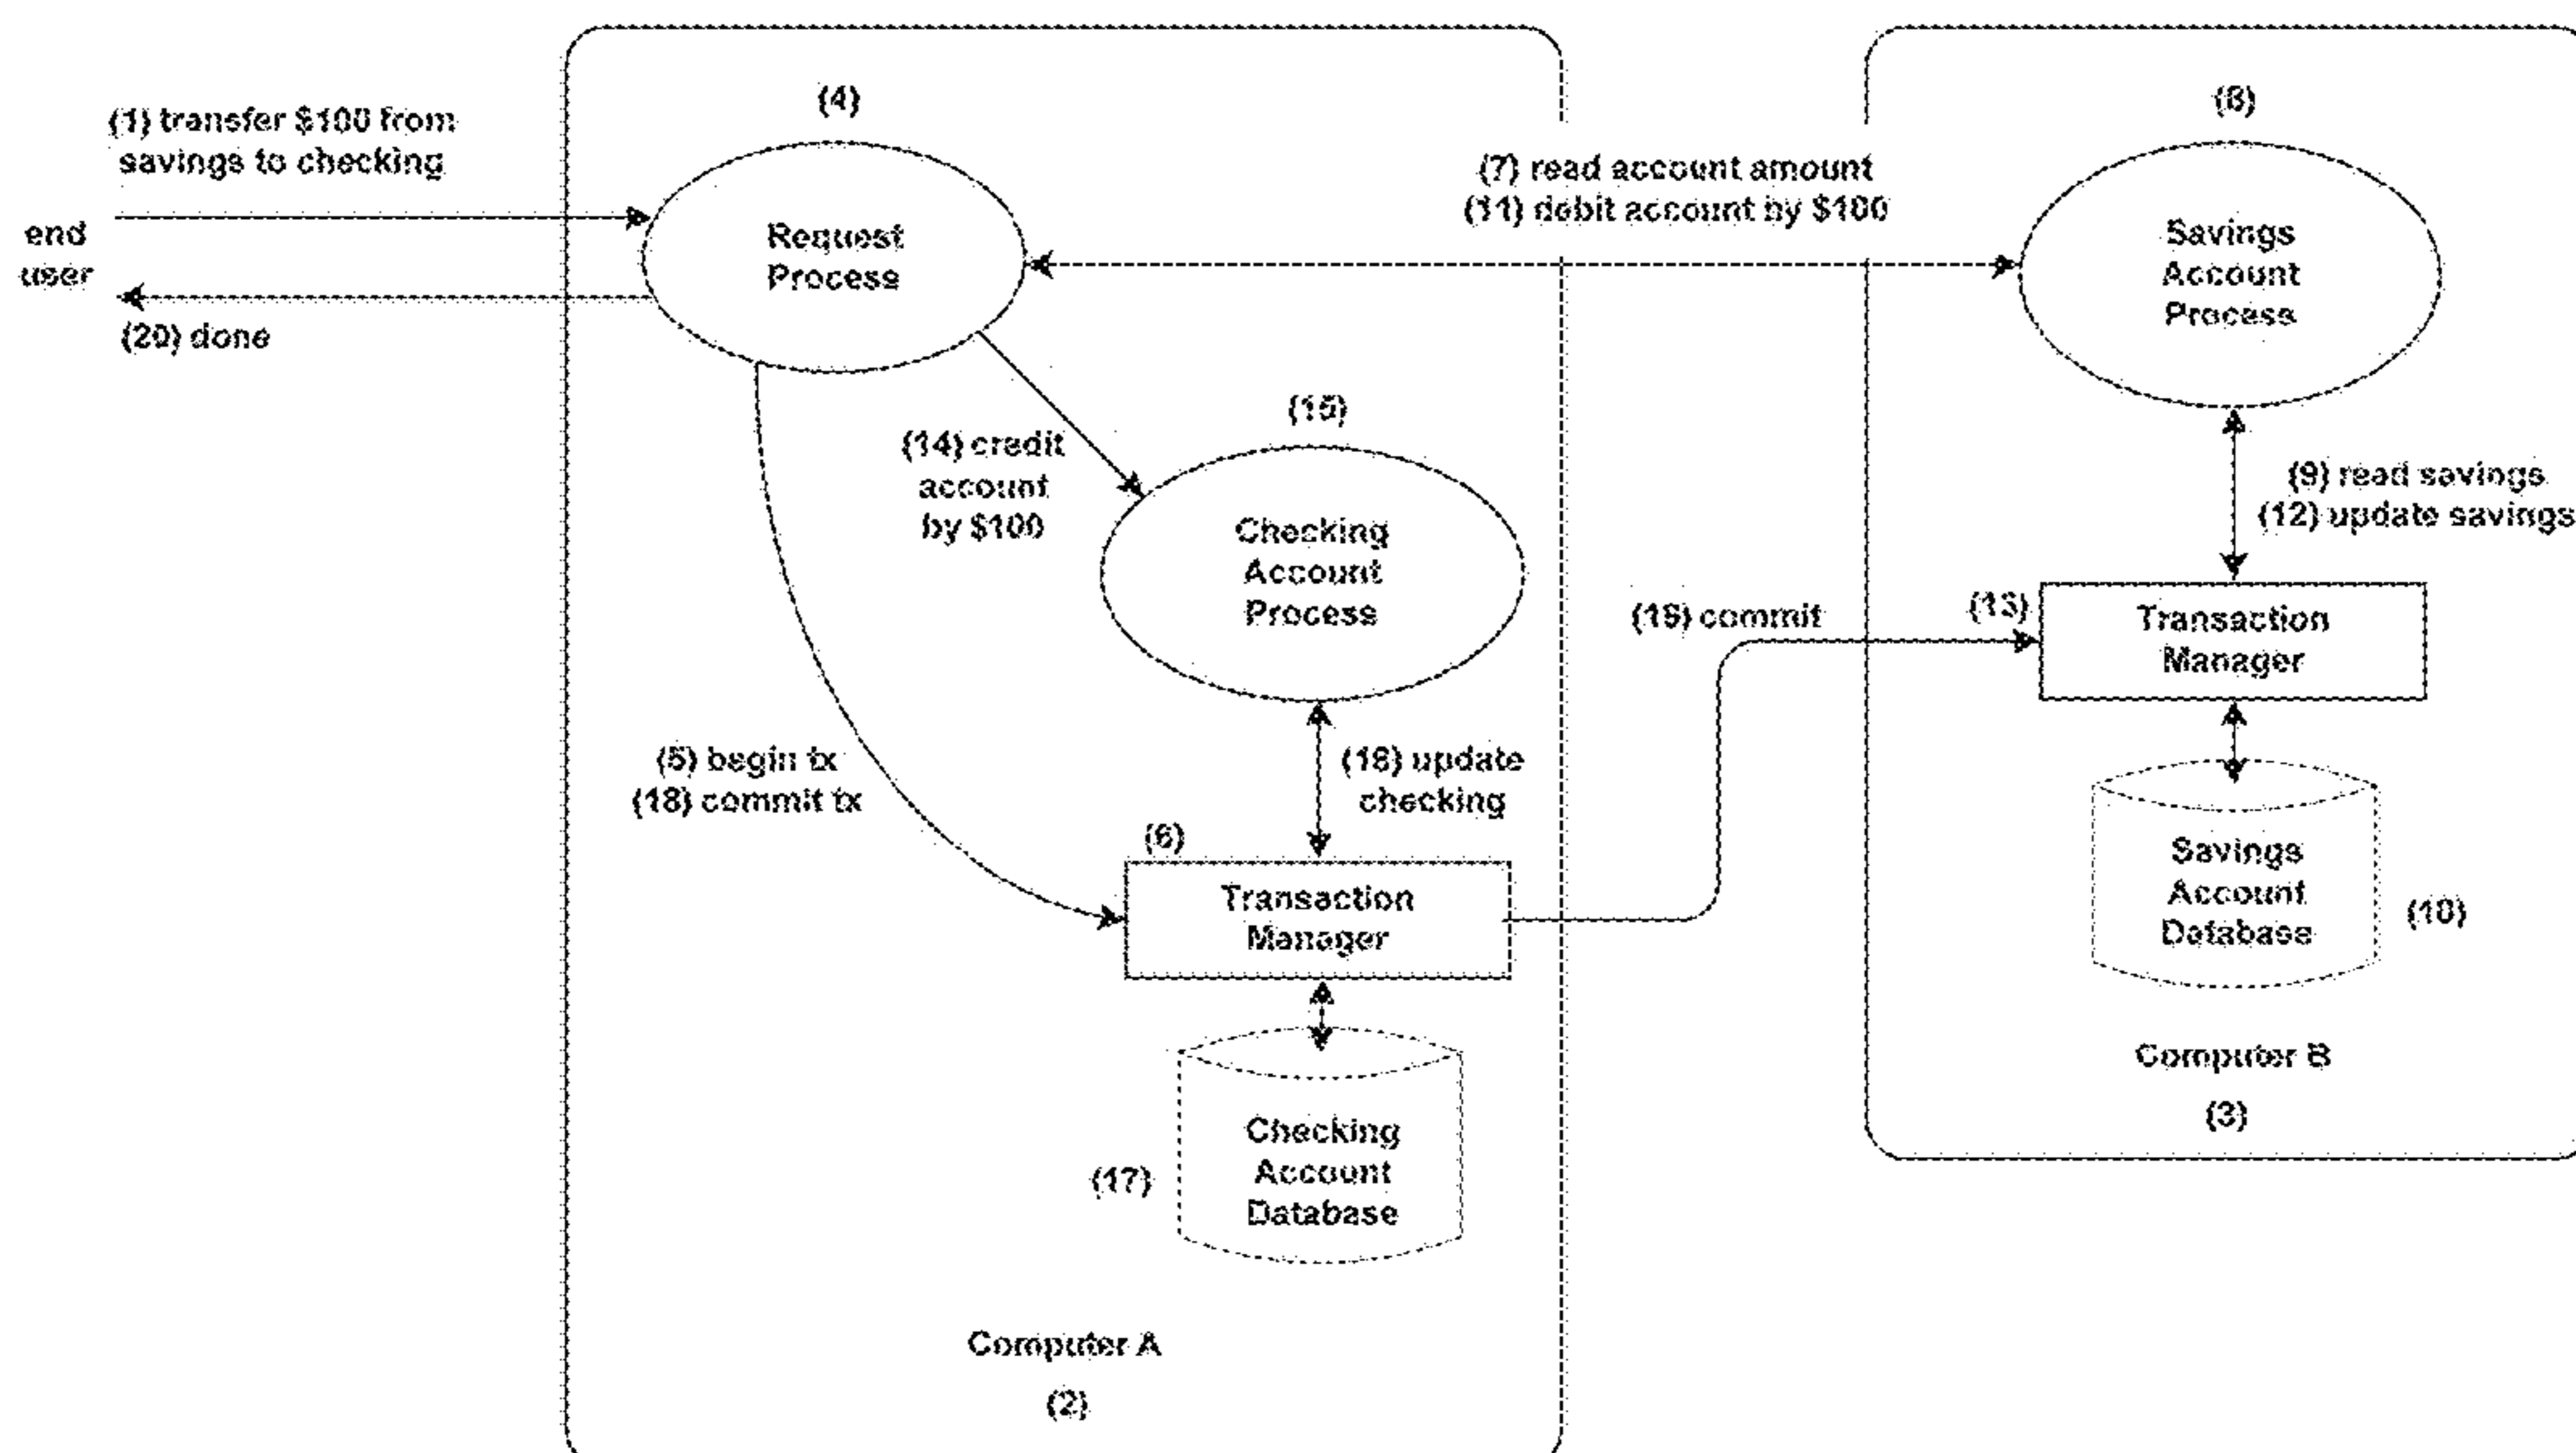 (1) transfer $100 from
savings to checking
end
user
(20) done
(4)
Request
Process
(7) read account amount
(11) debit account by $100
(8)
Savings
Account
Process
(14) credit
account
by $100
(15)
Checking
Account
Process
(9) read savings
(12) update savings
(5) begin tx
(18) commit tx
(16) update
checking
(6)
Transaction
Manager
(19) commit
(13)
Transaction
Manager
Savings
Account
Database
(10)
Computer B
(3)
(17)
Checking
Account
Database
Computer A
(2)